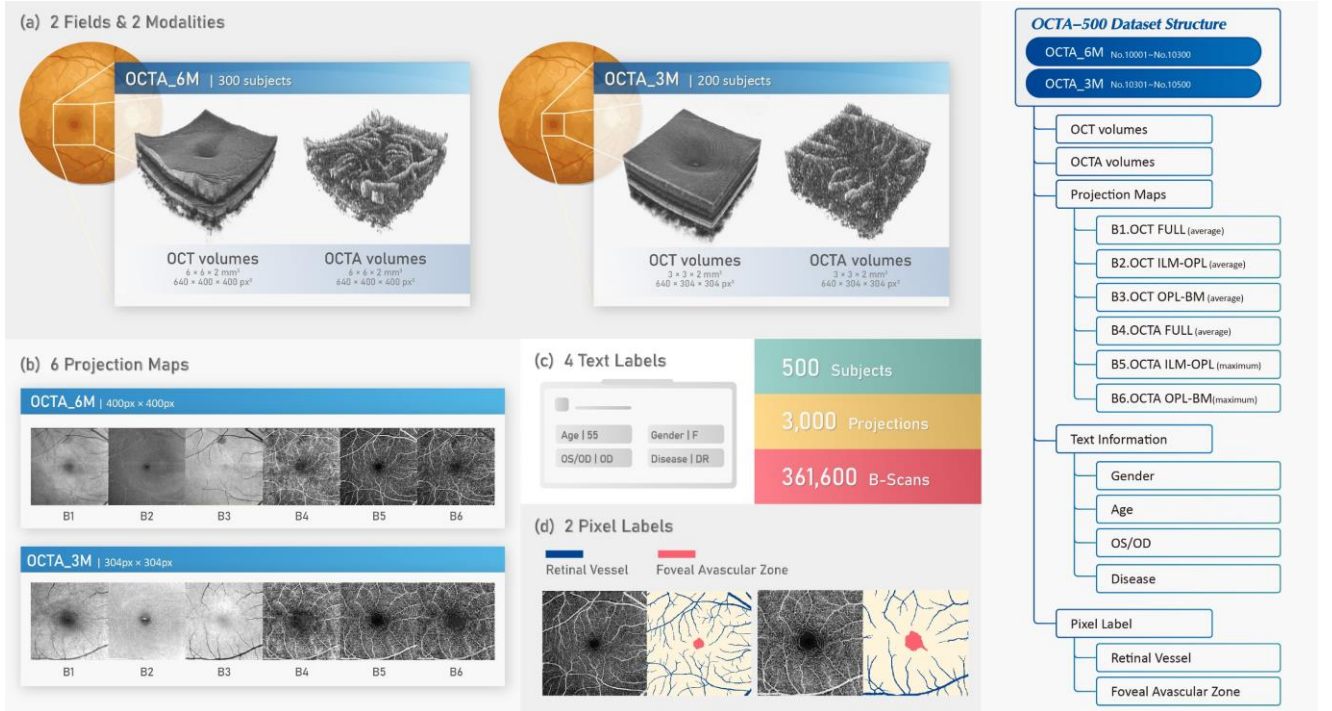 (a) 2 Fields & 2 Modalities
OCTA_6M | 300 subjects
OCT volumes
6 × 6 × 2 mm³
640 × 400 × 400 px³
OCTA volumes
6 × 6 × 2 mm³
640 × 400 × 400 px³
OCTA_3M | 200 subjects
OCT volumes
3 × 3 × 2 mm³
640 × 304 × 304 px³
OCTA volumes
3 × 3 × 2 mm³
640 × 304 × 304 px³
(b) 6 Projection Maps
OCTA_6M | 400px × 400px
B1 B2 B3 B4 B5 B6
OCTA_3M | 304px × 304px
B1 B2 B3 B4 B5 B6
(c) 4 Text Labels
Age | 55
Gender | F
OS/OD | OD
Disease | DR
500 Subjects
3,000 Projections
361,600 B-Scans
(d) 2 Pixel Labels
Retinal Vessel
Foveal Avascular Zone
OCTA-500 Dataset Structure
OCTA_6M No.10001~No.10300
OCTA_3M No.10301~No.10500
OCT volumes
OCTA volumes
Projection Maps
B1.OCT FULL (average)
B2.OCT ILM-OPL (average)
B3.OCT OPL-BM (average)
B4.OCTA FULL (average)
B5.OCTA ILM-OPL (maximum)
B6.OCTA OPL-BM(maximum)
Text Information
Gender
Age
OS/OD
Disease
Pixel Label
Retinal Vessel
Foveal Avascular Zone